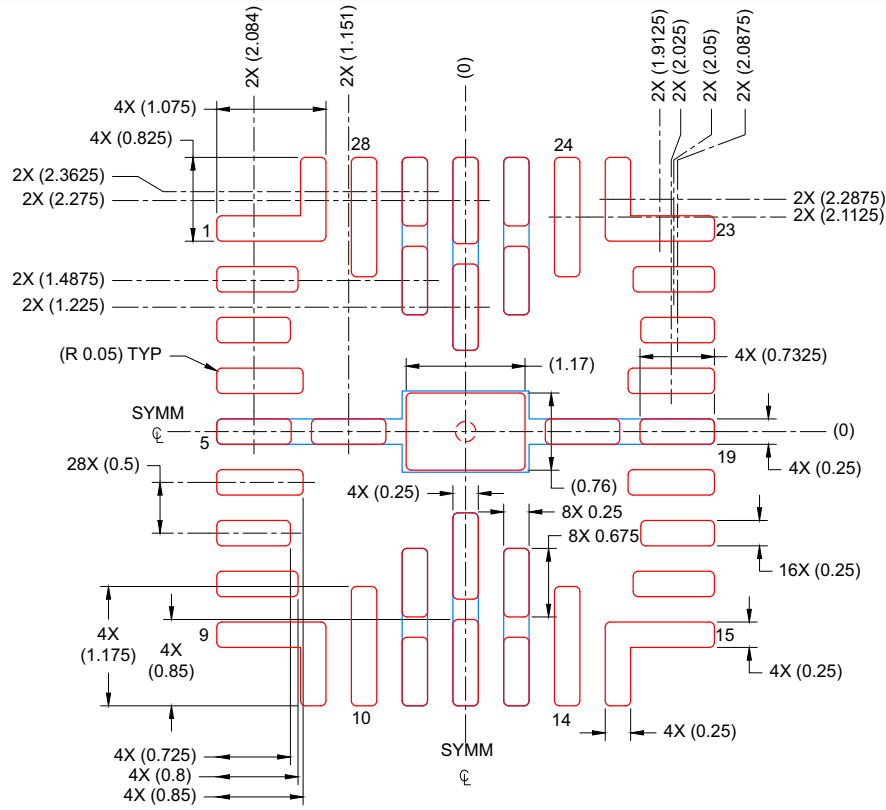 2X (2.084)
2X (1.151)
(0)
2X (1.9125)
2X (2.025)
2X (2.05)
2X (2.0875)
4X (1.075)
4X (0.825)
28
24
2X (2.3625)
2X (2.275)
2X (2.2875)
2X (2.1125)
1
23
2X (1.4875)
2X (1.225)
(R 0.05) TYP
(1.17)
4X (0.7325)
SYMM
℄
5
(0)
19
28X (0.5)
4X (0.25)
(0.76)
4X (0.25)
8X 0.25
8X 0.675
16X (0.25)
9
15
4X
(1.175)
4X
(0.85)
4X (0.25)
10
14
4X (0.25)
SYMM
℄
4X (0.725)
4X (0.8)
4X (0.85)